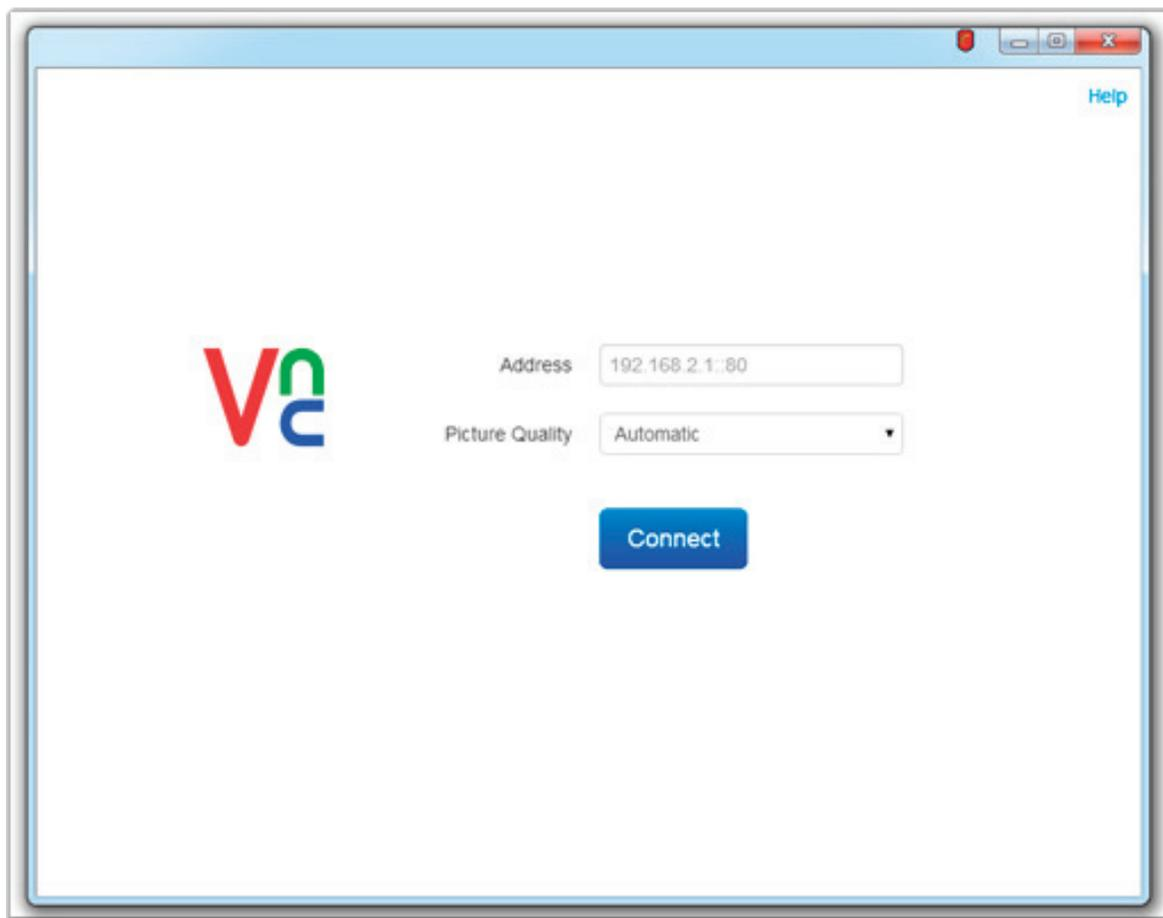 Help
Vnc
Address 192.168.2.1::80
Picture Quality Automatic
Connect